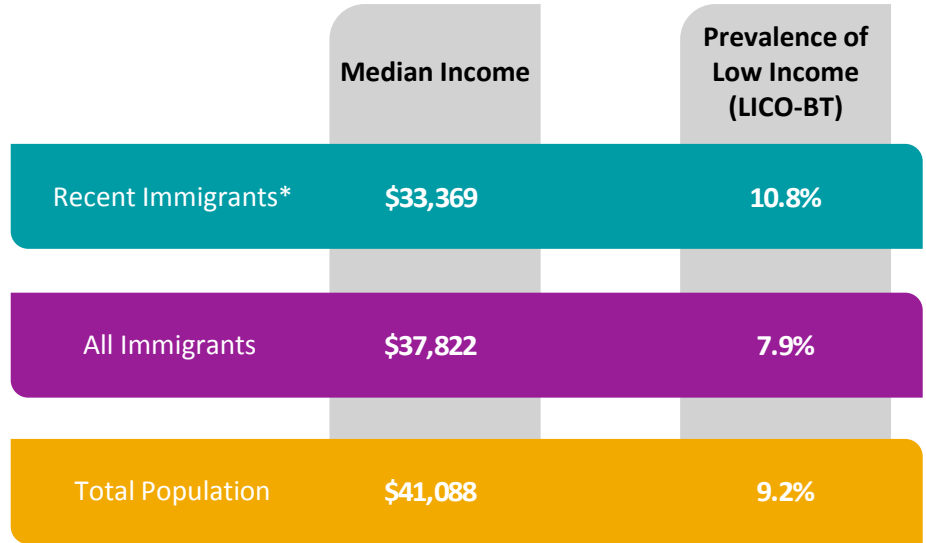 Median Income
Prevalence of
Low Income
(LICO-BT)
Recent Immigrants* $33,369 10.8%
All Immigrants $37,822 7.9%
Total Population $41,088 9.2%